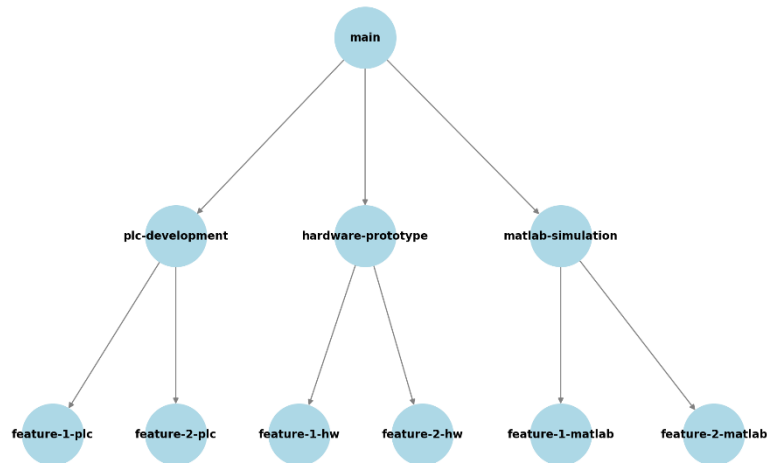 main
plc-development
hardware-prototype
matlab-simulation
feature-1-plc
feature-2-plc
feature-1-hw
feature-2-hw
feature-1-matlab
feature-2-matlab